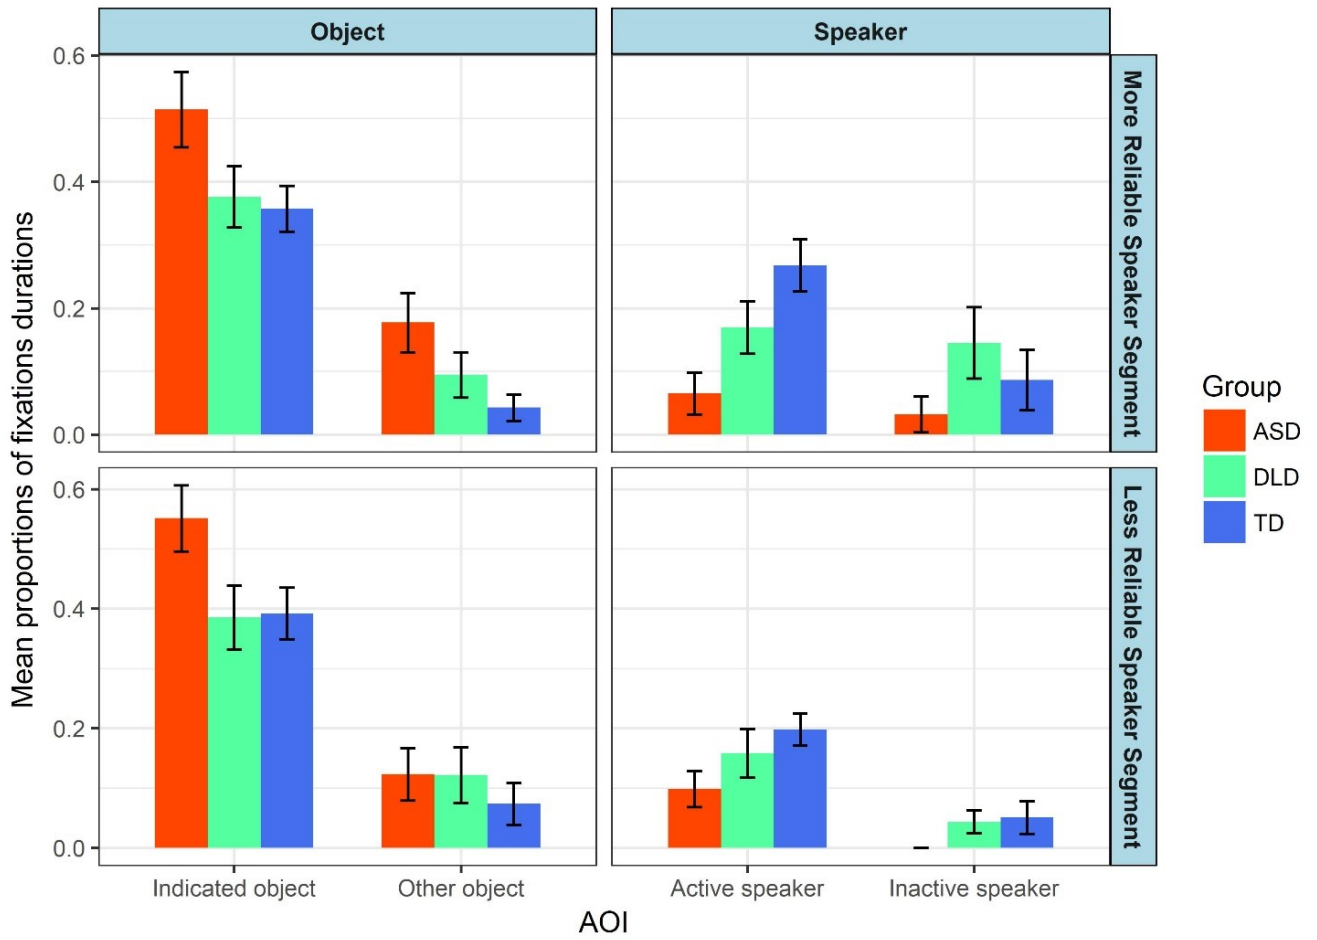 Object
Speaker
0.6
0.4
0.2
0.0
More Reliable Speaker Segment
0.6
0.4
0.2
0.0
Less Reliable Speaker Segment
Mean proportions of fixations durations
Indicated object
Other object
Active speaker
Inactive speaker
AOI
Group
ASD
DLD
TD